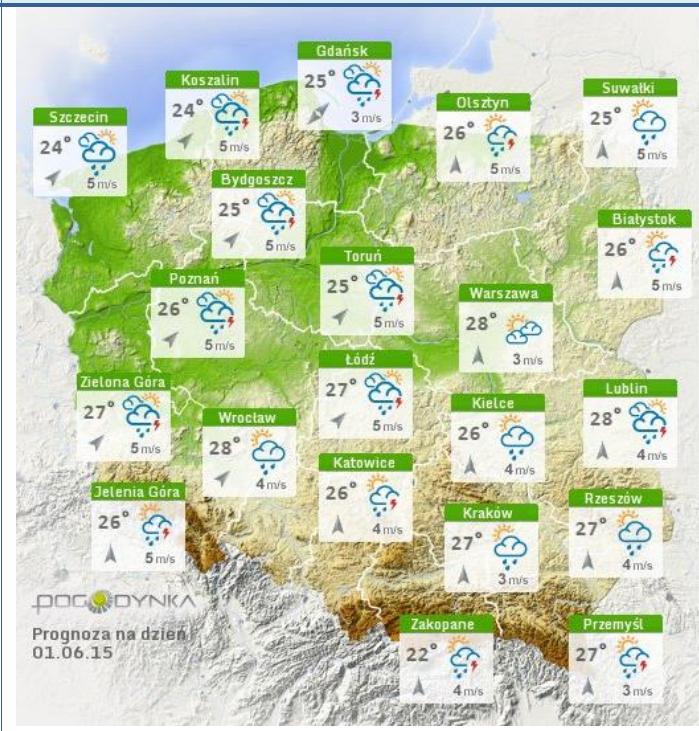 Gdańsk
25°
3 m/s
Koszalin
24°
5 m/s
Olsztyn
26°
5 m/s
Suwałki
25°
5 m/s
Szczecin
24°
5 m/s
Bydgoszcz
25°
5 m/s
Białystok
26°
5 m/s
Toruń
25°
5 m/s
Poznań
26°
5 m/s
Warszawa
28°
3 m/s
Łódź
27°
5 m/s
Zielona Góra
27°
5 m/s
Lublin
28°
4 m/s
Kielce
26°
4 m/s
Wrocław
28°
4 m/s
Katowice
26°
4 m/s
Jelenia Góra
26°
5 m/s
Rzeszów
27°
4 m/s
Kraków
27°
3 m/s
POGODYNKA
Prognoza na dzień
01.06.15
Zakopane
22°
4 m/s
Przemyśl
27°
3 m/s